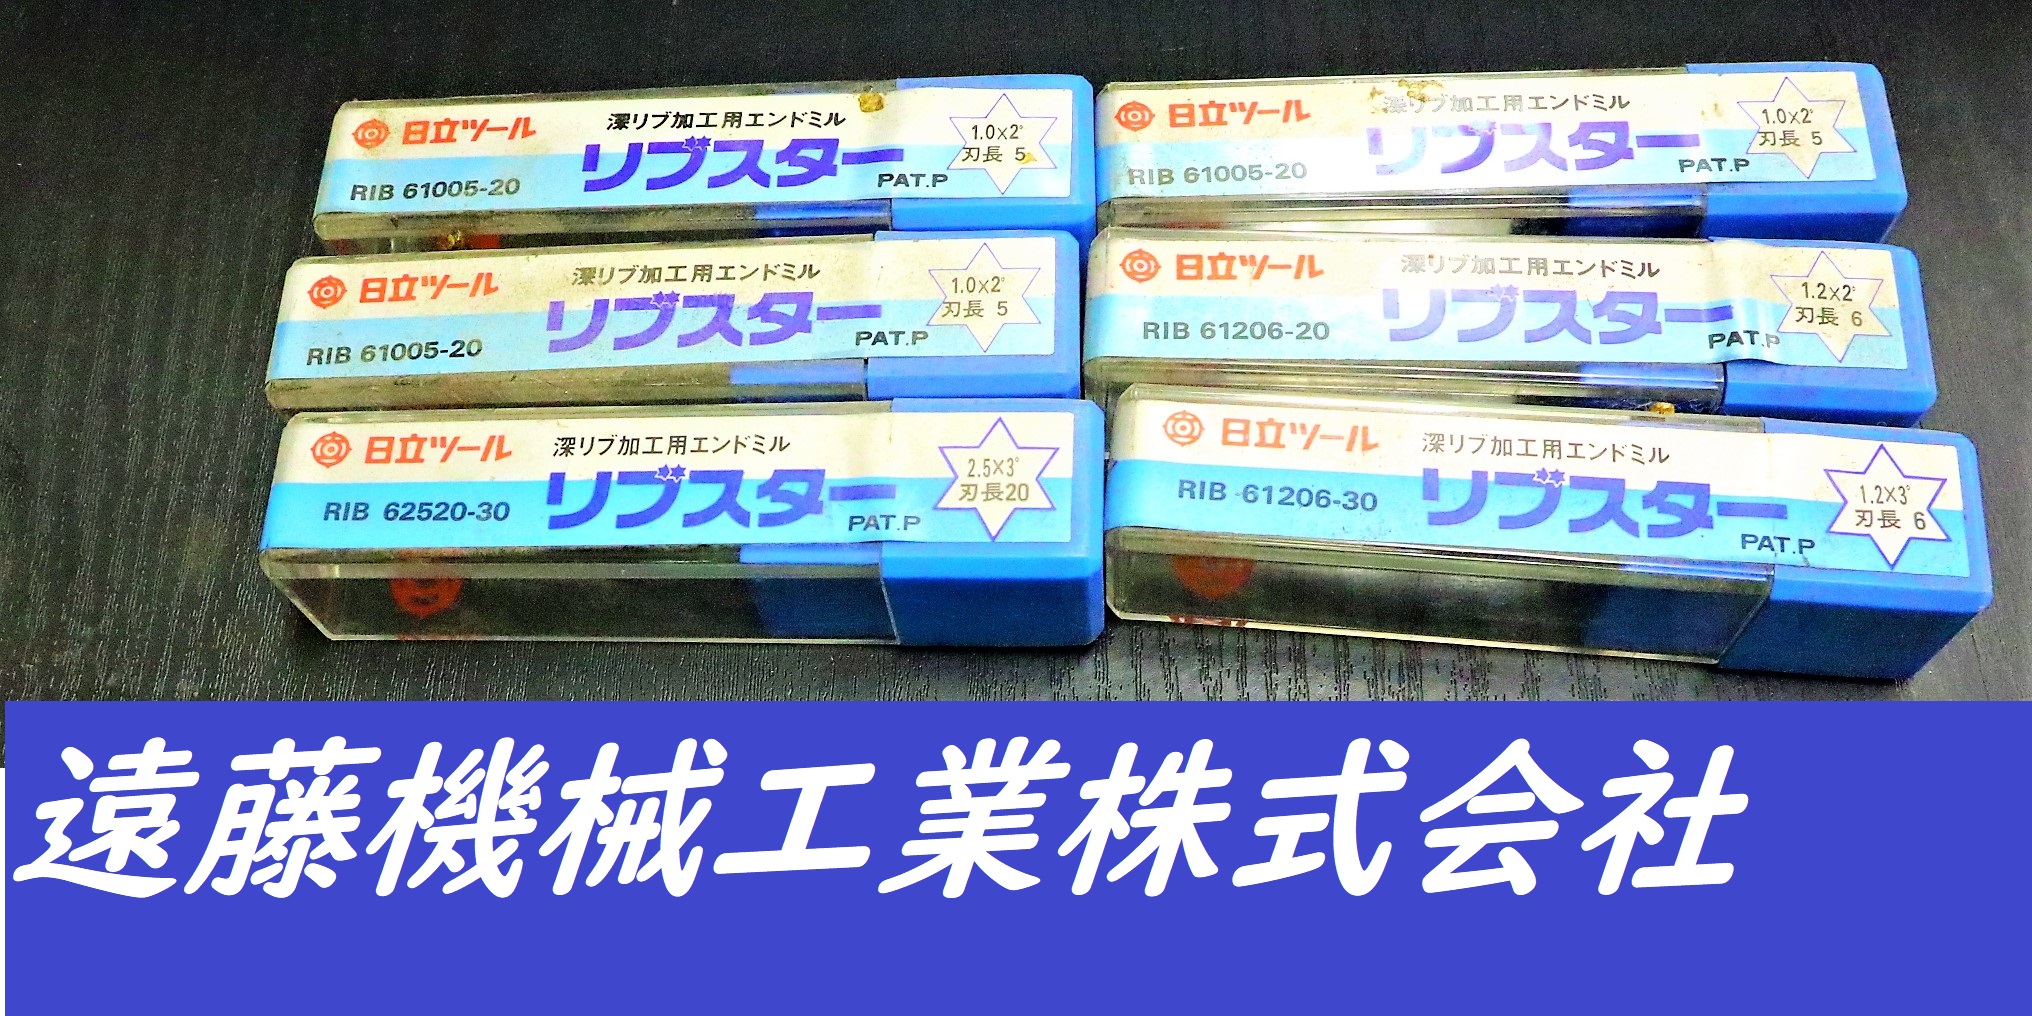 日立ツール
深リブ加工用エンドミル
リブスター
RIB 61005-20
PAT.P
1.0×2°
刃長 5
日立ツール
深リブ加工用エンドミル
リブスター
RIB 61005-20
PAT.P
1.0×2°
刃長 5
日立ツール
深リブ加工用エンドミル
リブスター
RIB 61005-20
PAT.P
1.0×2°
刃長 5
日立ツール
深リブ加工用エンドミル
リブスター
RIB 61206-20
PAT.P
1.2×2°
刃長 6
日立ツール
深リブ加工用エンドミル
リブスター
RIB 62520-30
PAT.P
2.5×3°
刃長20
日立ツール
深リブ加工用エンドミル
リブスター
RIB 61206-30
PAT.P
1.2×3°
刃長 6
遠藤機械工業株式会社